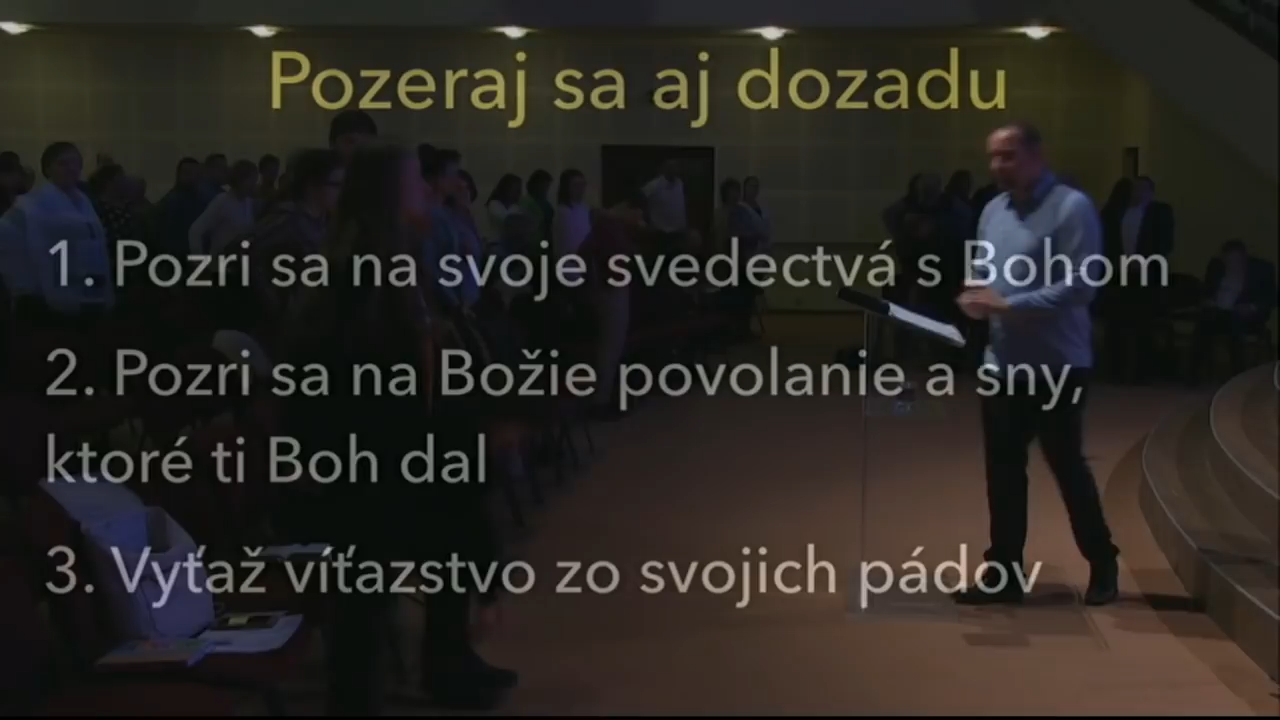 Pozeraj sa aj dozadu
1. Pozri sa na svoje svedectvá s Bohom
2. Pozri sa na Božie povolanie a sny,
ktoré ti Boh dal
3. Vyťaž víťazstvo zo svojich pádov